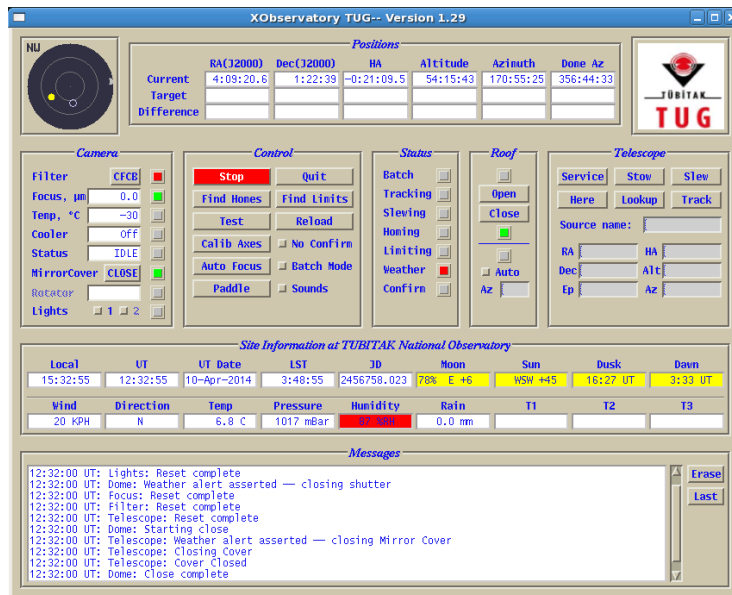 XObservatory TUG-- Version 1.29
NW
Positions
RA(J2000) Dec(J2000) HA Altitude Azimuth Dome Az
Current 4:09:20.6 1:22:39 -0:21:09.5 54:15:43 170:55:25 356:44:33
Target
Difference
TÜBİTAK
TUG
Camera
Filter CFCB
Focus, µm 0.0
Temp, °C -30
Cooler Off
Status IDLE
MirrorCover CLOSE
Rotator
Lights 1 2
Control
Stop Quit
Find Homes Find Limits
Test Reload
Calib Axes No Confirm
Auto Focus Batch Mode
Paddle Sounds
Status
Batch
Tracking
Slewing
Homing
Limiting
Weather
Confirm
Roof
Open
Close
Auto
Az
Telescope
Service Stow Slew
Here Lookup Track
Source name:
RA HA
Dec Alt
Ep Az
Site Information at TUBITAK National Observatory
Local UT UT Date LST JD Moon Sun Dusk Dawn
15:32:55 12:32:55 10-Apr-2014 3:48:55 2456758.023 78% E +6 WSW +45 16:27 UT 3:33 UT
Wind Direction Temp Pressure Humidity Rain T1 T2 T3
20 KPH N 6.8 C 1017 mBar 87 %RH 0.0 mm
Messages
12:32:00 UT: Lights: Reset complete
12:32:00 UT: Dome: Weather alert asserted –– closing shutter
12:32:00 UT: Focus: Reset complete
12:32:00 UT: Filter: Reset complete
12:32:00 UT: Telescope: Reset complete
12:32:00 UT: Dome: Starting close
12:32:00 UT: Telescope: Weather alert asserted –– closing Mirror Cover
12:32:00 UT: Telescope: Closing Cover
12:32:00 UT: Telescope: Cover Closed
12:32:00 UT: Dome: Close complete
Erase
Last